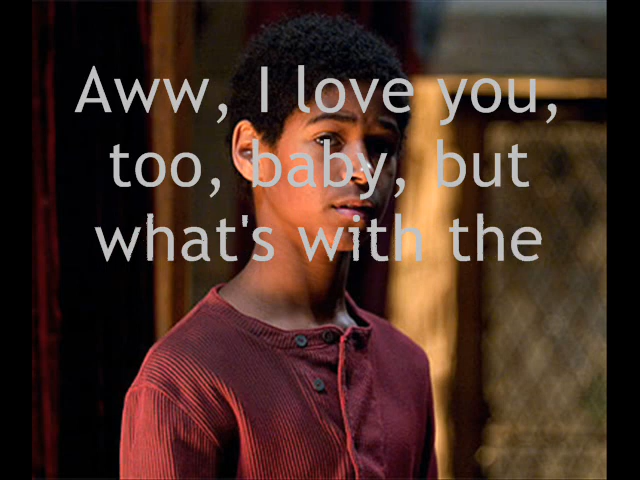 Aww, I love you,
too, baby, but
what's with the